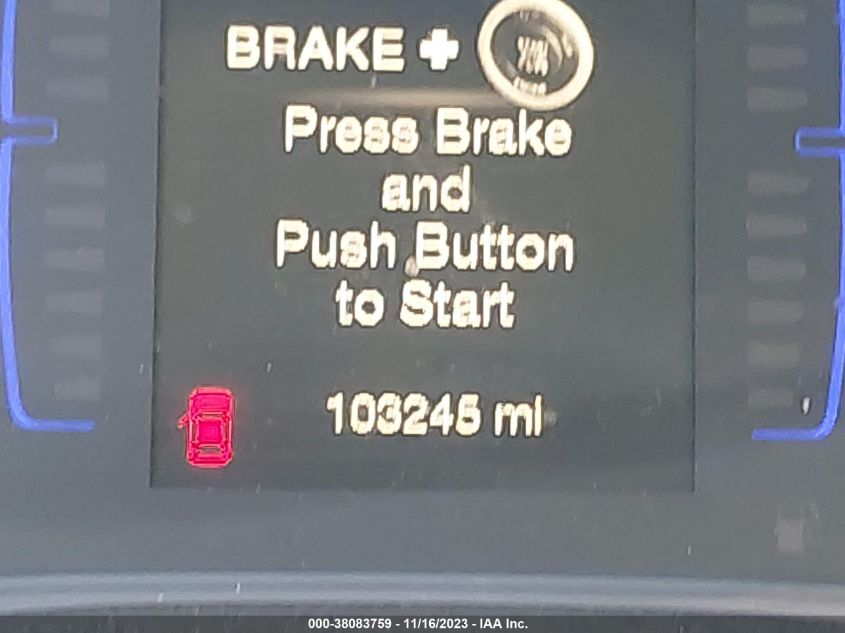 BRAKE +
Press Brake
and
Push Button
to Start
103245 mi
000-38083759 - 11/16/2023 - IAA Inc.